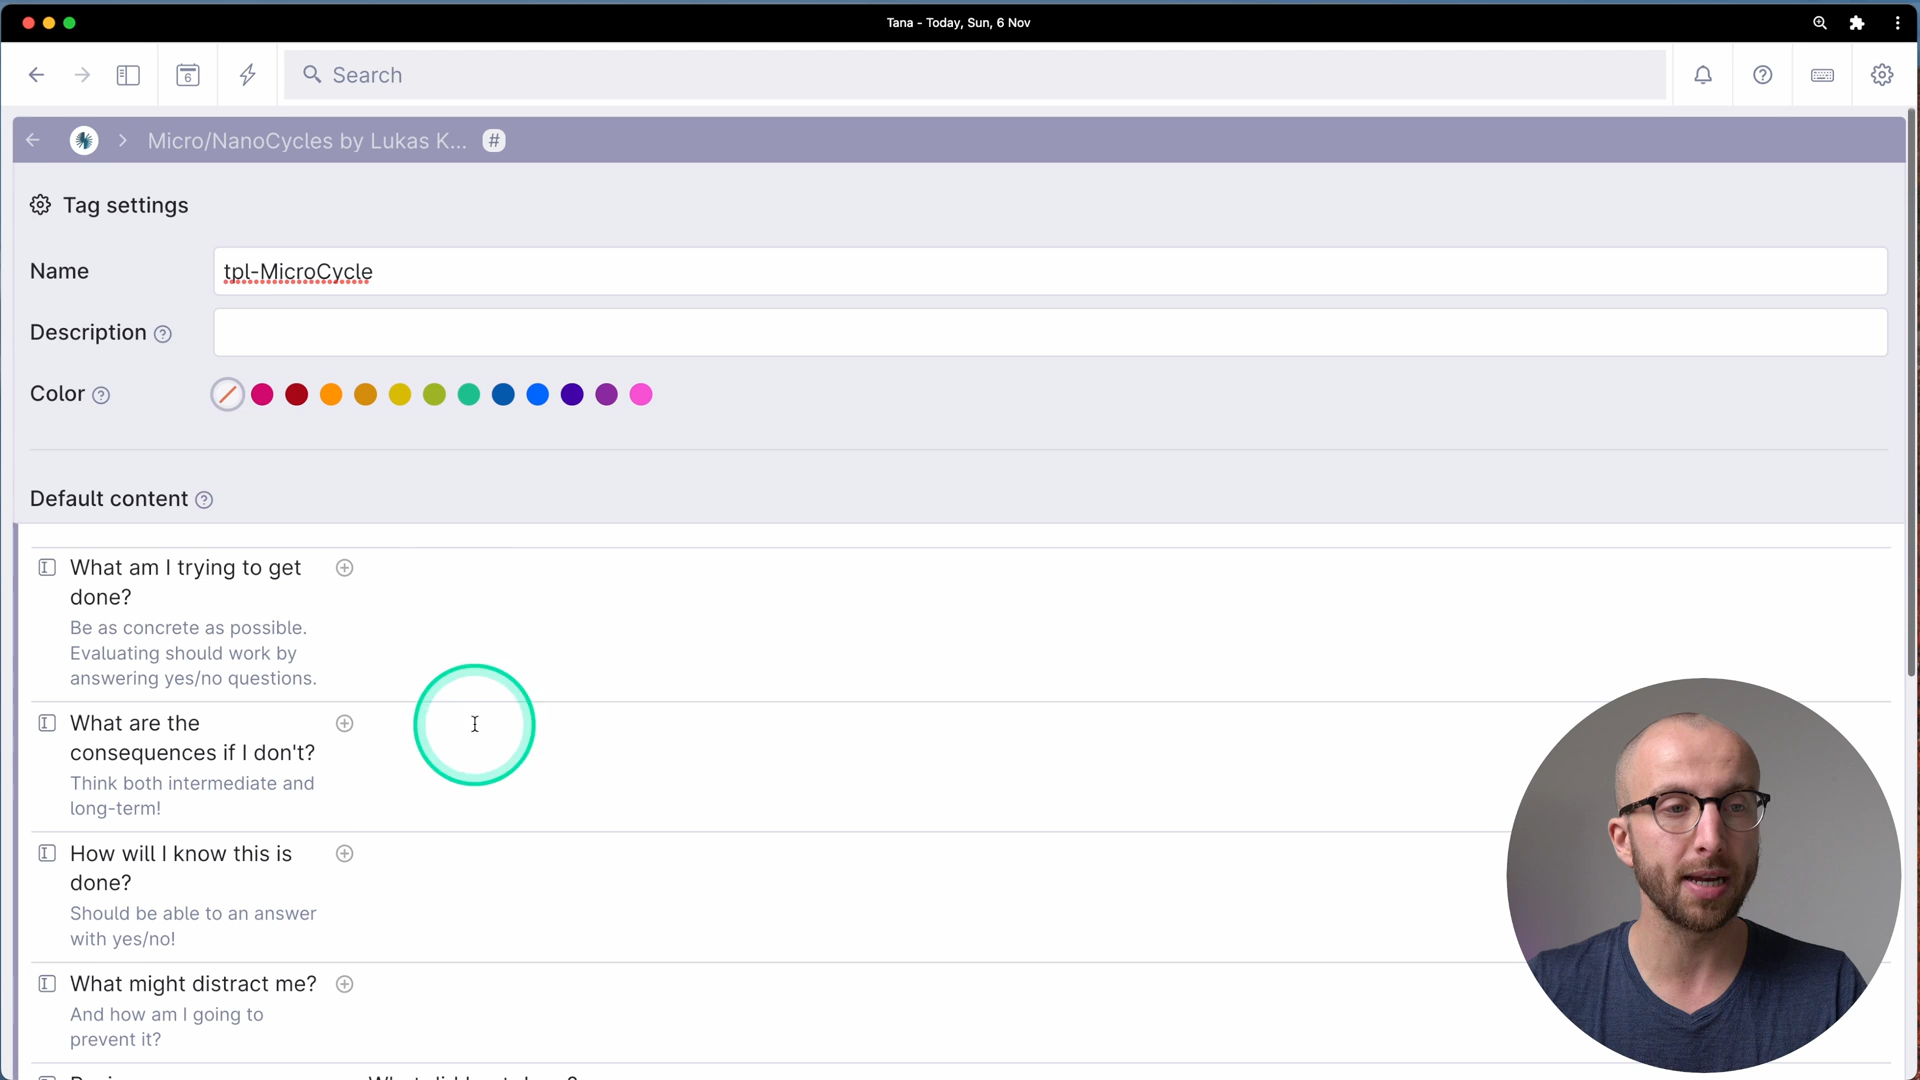 Tana - Today, Sun, 6 Nov
6
Search
Micro/NanoCycles by Lukas K...
#
Tag settings
Name
tpl-MicroCycle
Description
Color
Default content
What am I trying to get
done?
Be as concrete as possible.
Evaluating should work by
answering yes/no questions.
What are the
consequences if I don't?
Think both intermediate and
long-term!
How will I know this is
done?
Should be able to an answer
with yes/no!
What might distract me?
And how am I going to
prevent it?